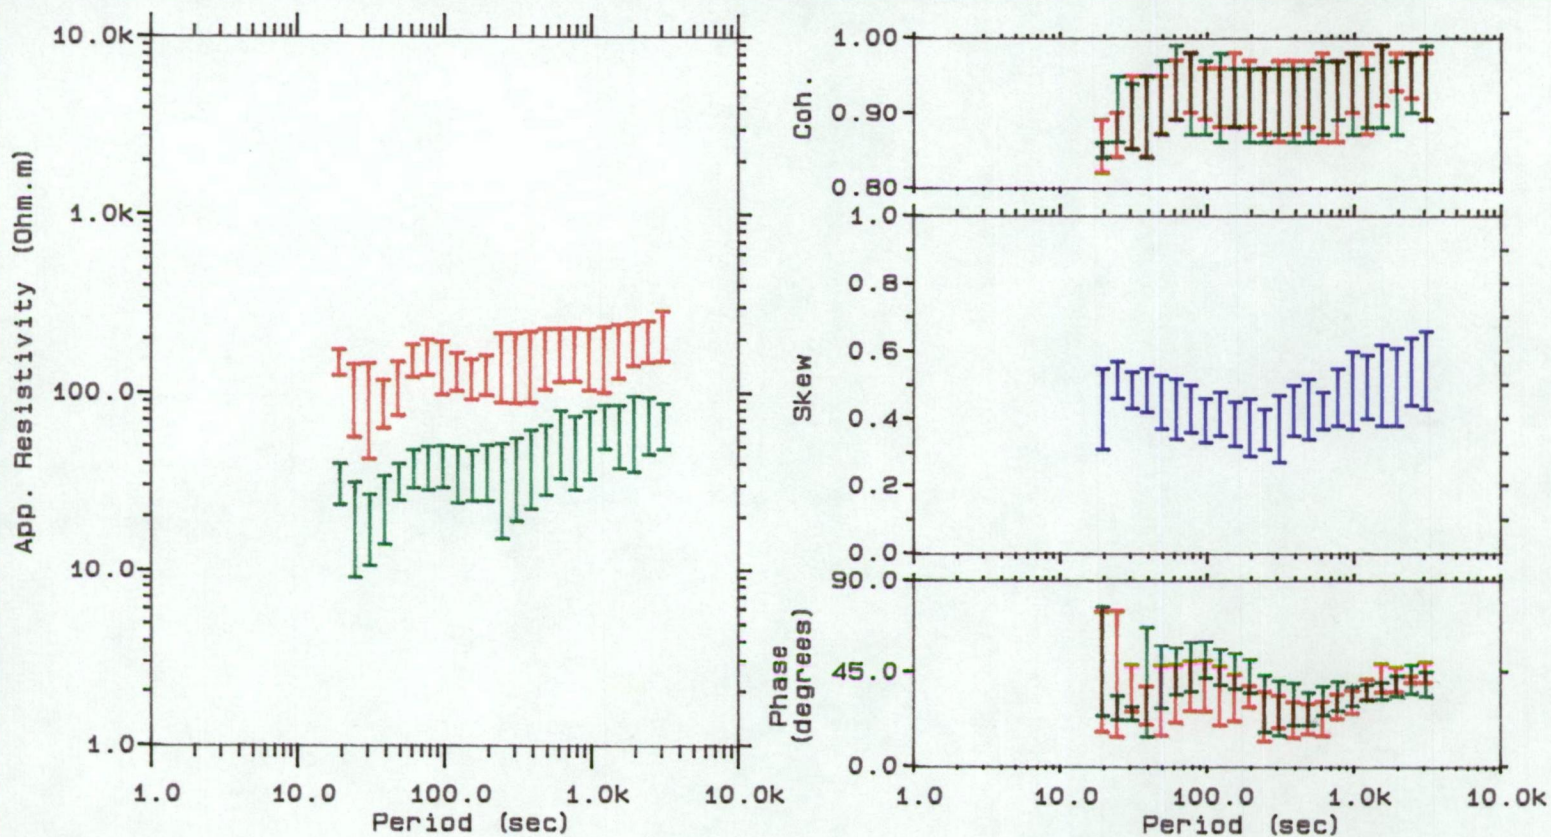 App. Resistivity (Ohm.m)
10.0k
1.0k
100.0
10.0
1.0
1.0 10.0 100.0 1.0k 10.0k
Period (sec)
Coh.
1.00
0.90
0.80
Skew
1.0
0.8
0.6
0.4
0.2
0.0
Phase
(degrees)
90.0
45.0
0.0
1.0 10.0 100.0 1.0k 10.0k
Period (sec)